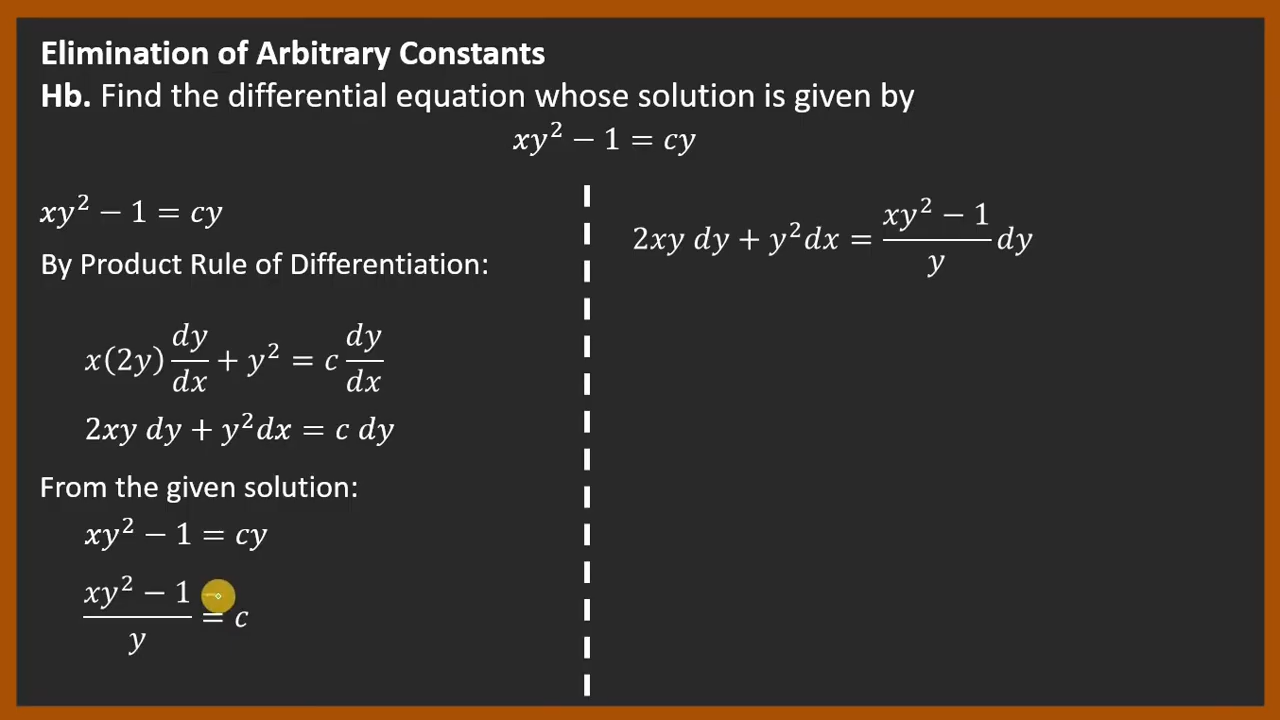 Elimination of Arbitrary Constants
Hb. Find the differential equation whose solution is given by
xy² − 1 = cy
xy² − 1 = cy
By Product Rule of Differentiation:
x(2y) dy/dx + y² = c dy/dx
2xy dy + y²dx = c dy
From the given solution:
xy² − 1 = cy
(xy² − 1)/y = c
2xy dy + y²dx = (xy² − 1)/y dy